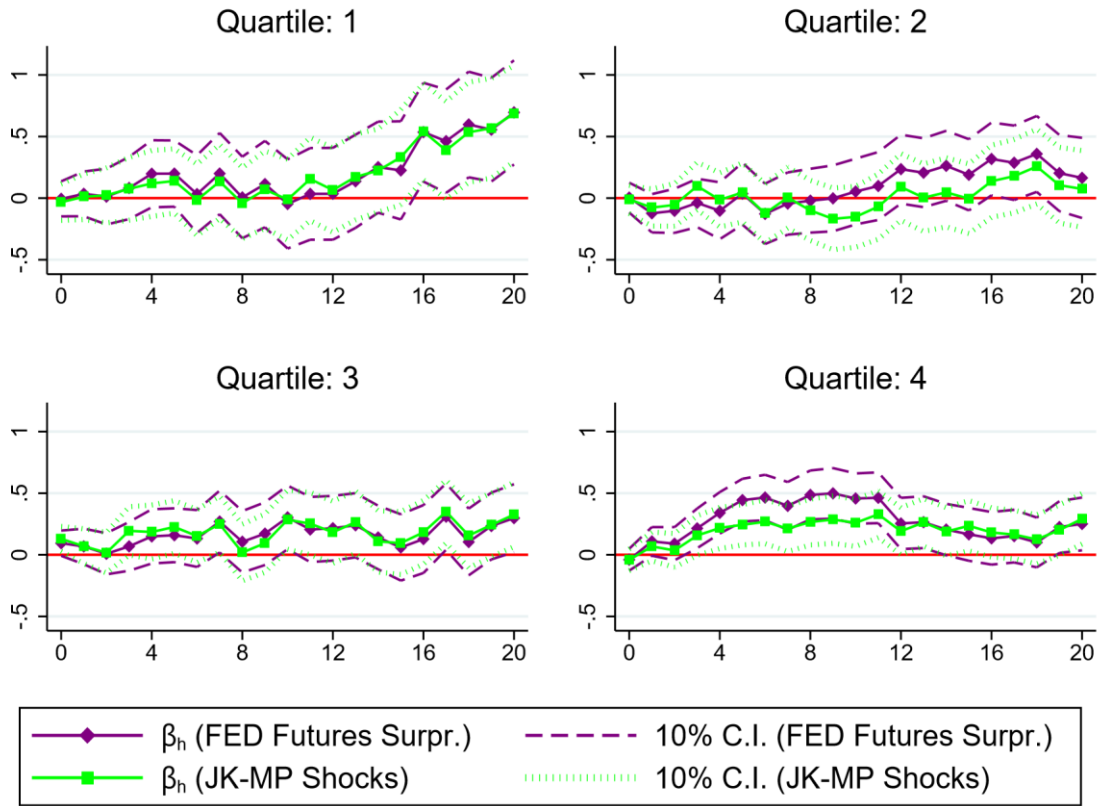 Quartile: 1
1
.5
0
-.5
0 4 8 12 16 20
Quartile: 2
1
.5
0
-.5
0 4 8 12 16 20
Quartile: 3
1
.5
0
-.5
0 4 8 12 16 20
Quartile: 4
1
.5
0
-.5
0 4 8 12 16 20
βh (FED Futures Surpr.) 10% C.I. (FED Futures Surpr.)
βh (JK-MP Shocks) 10% C.I. (JK-MP Shocks)